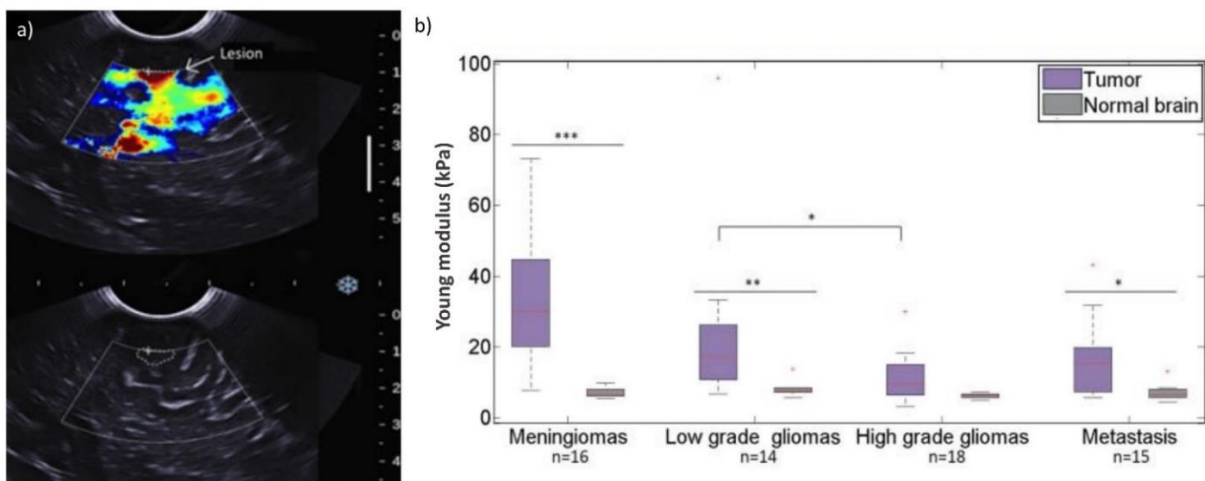 a)
Lesion
0
1
2
3
4
5
0
1
2
3
4
b)
Young modulus (kPa)
100
80
60
40
20
0
Tumor
Normal brain
***
*
**
*
Meningiomas
n=16
Low grade gliomas
n=14
High grade gliomas
n=18
Metastasis
n=15